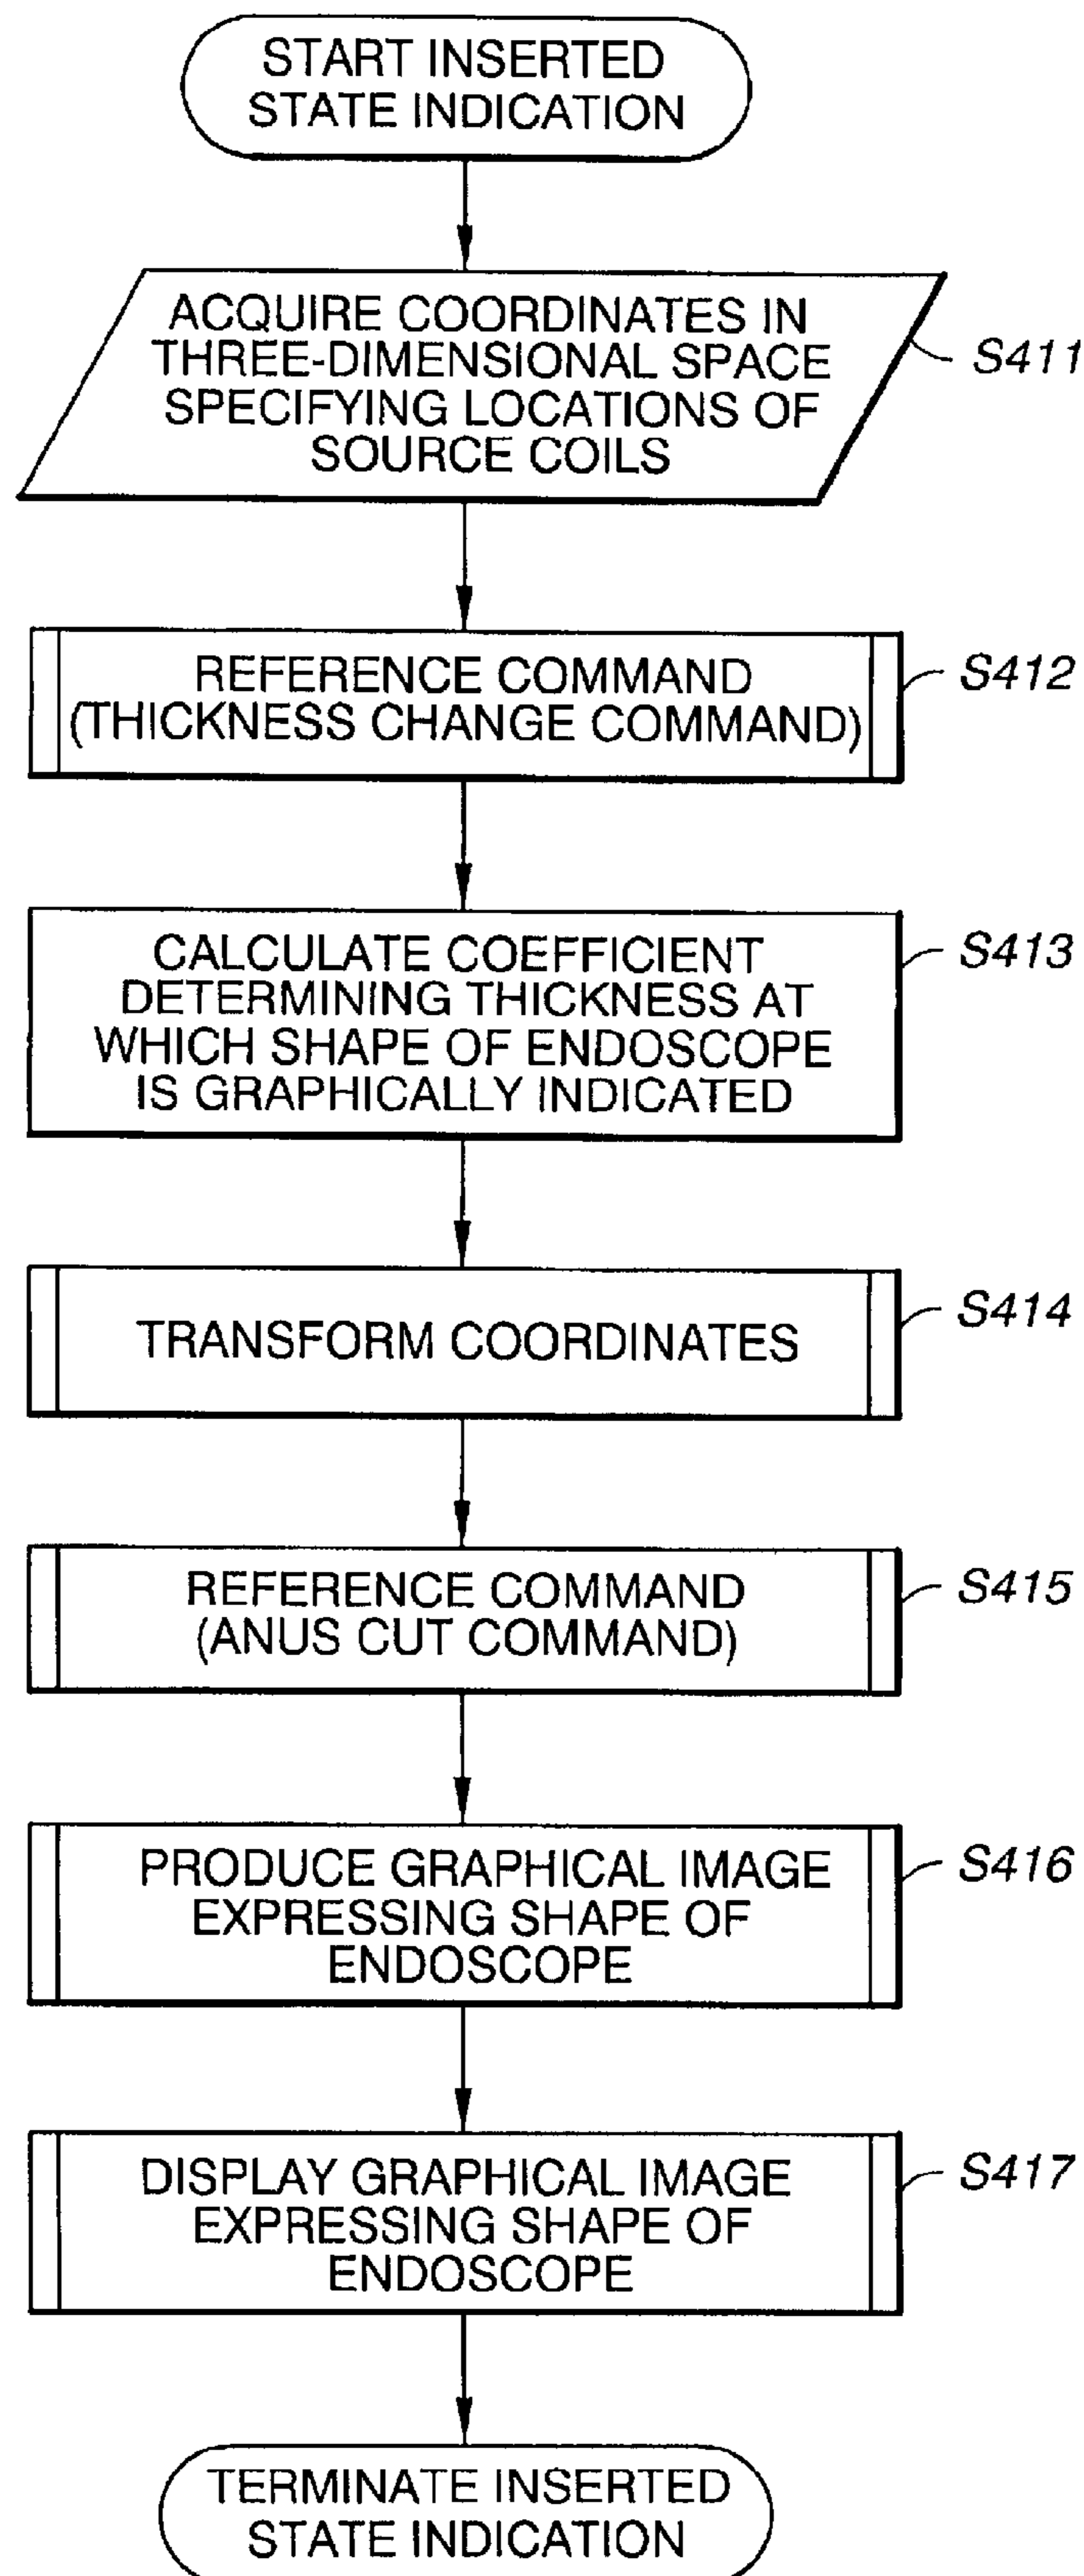 START INSERTED
STATE INDICATION
ACQUIRE COORDINATES IN
THREE-DIMENSIONAL SPACE
SPECIFYING LOCATIONS OF
SOURCE COILS
S411
REFERENCE COMMAND
(THICKNESS CHANGE COMMAND)
S412
CALCULATE COEFFICIENT
DETERMINING THICKNESS AT
WHICH SHAPE OF ENDOSCOPE
IS GRAPHICALLY INDICATED
S413
TRANSFORM COORDINATES
S414
REFERENCE COMMAND
(ANUS CUT COMMAND)
S415
PRODUCE GRAPHICAL IMAGE
EXPRESSING SHAPE OF
ENDOSCOPE
S416
DISPLAY GRAPHICAL IMAGE
EXPRESSING SHAPE OF
ENDOSCOPE
S417
TERMINATE INSERTED
STATE INDICATION